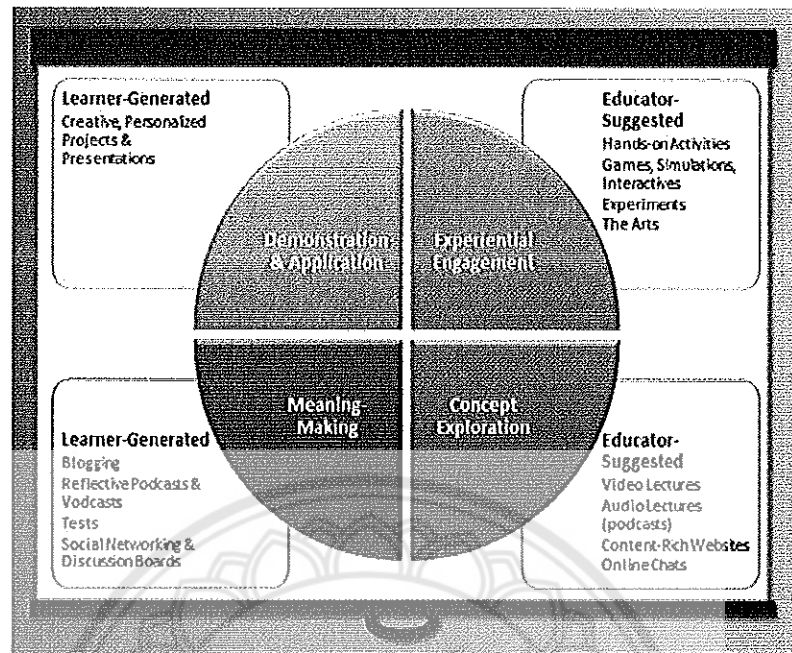 Learner-Generated
Creative, Personalized
Projects &
Presentations
Educator-
Suggested
Hands-on Activities
Games, Simulations,
Interactives
Experiments
The Arts
Demonstration
& Application
Experiential
Engagement
Meaning-
Making
Concept
Exploration
Learner-Generated
Blogging
Reflective Podcasts &
Vodcasts
Tests
Social Networking &
Discussion Boards
Educator-
Suggested
Video Lectures
Audio Lectures
(podcasts)
Content-Rich Websites
Online Chats